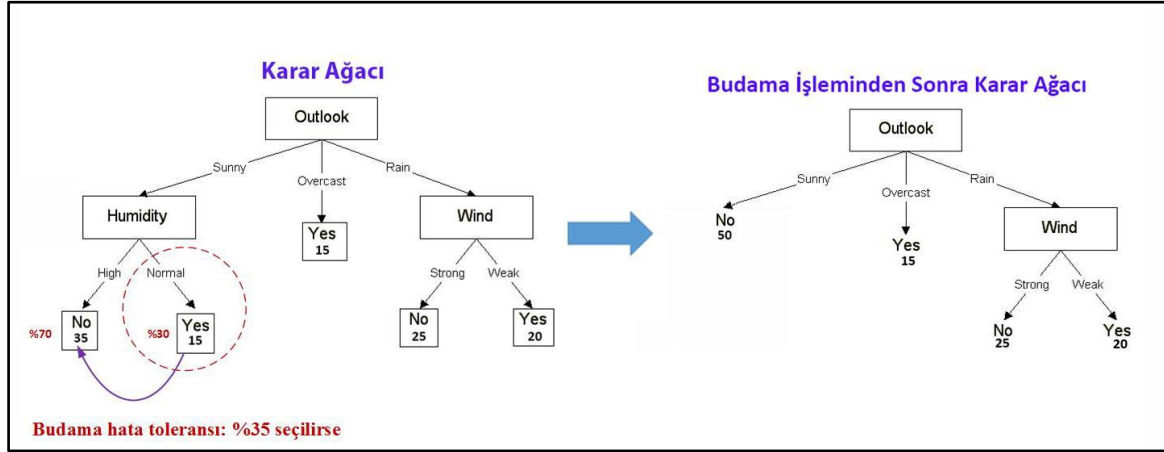 Karar Ağacı
Outlook
Sunny
Overcast
Rain
Humidity
Yes
15
Wind
High
Normal
Strong
Weak
%70
No
35
%30
Yes
15
No
25
Yes
20
Budama hata toleransı: %35 seçilirse
Budama İşleminden Sonra Karar Ağacı
Outlook
Sunny
Overcast
Rain
No
50
Yes
15
Wind
Strong
Weak
No
25
Yes
20